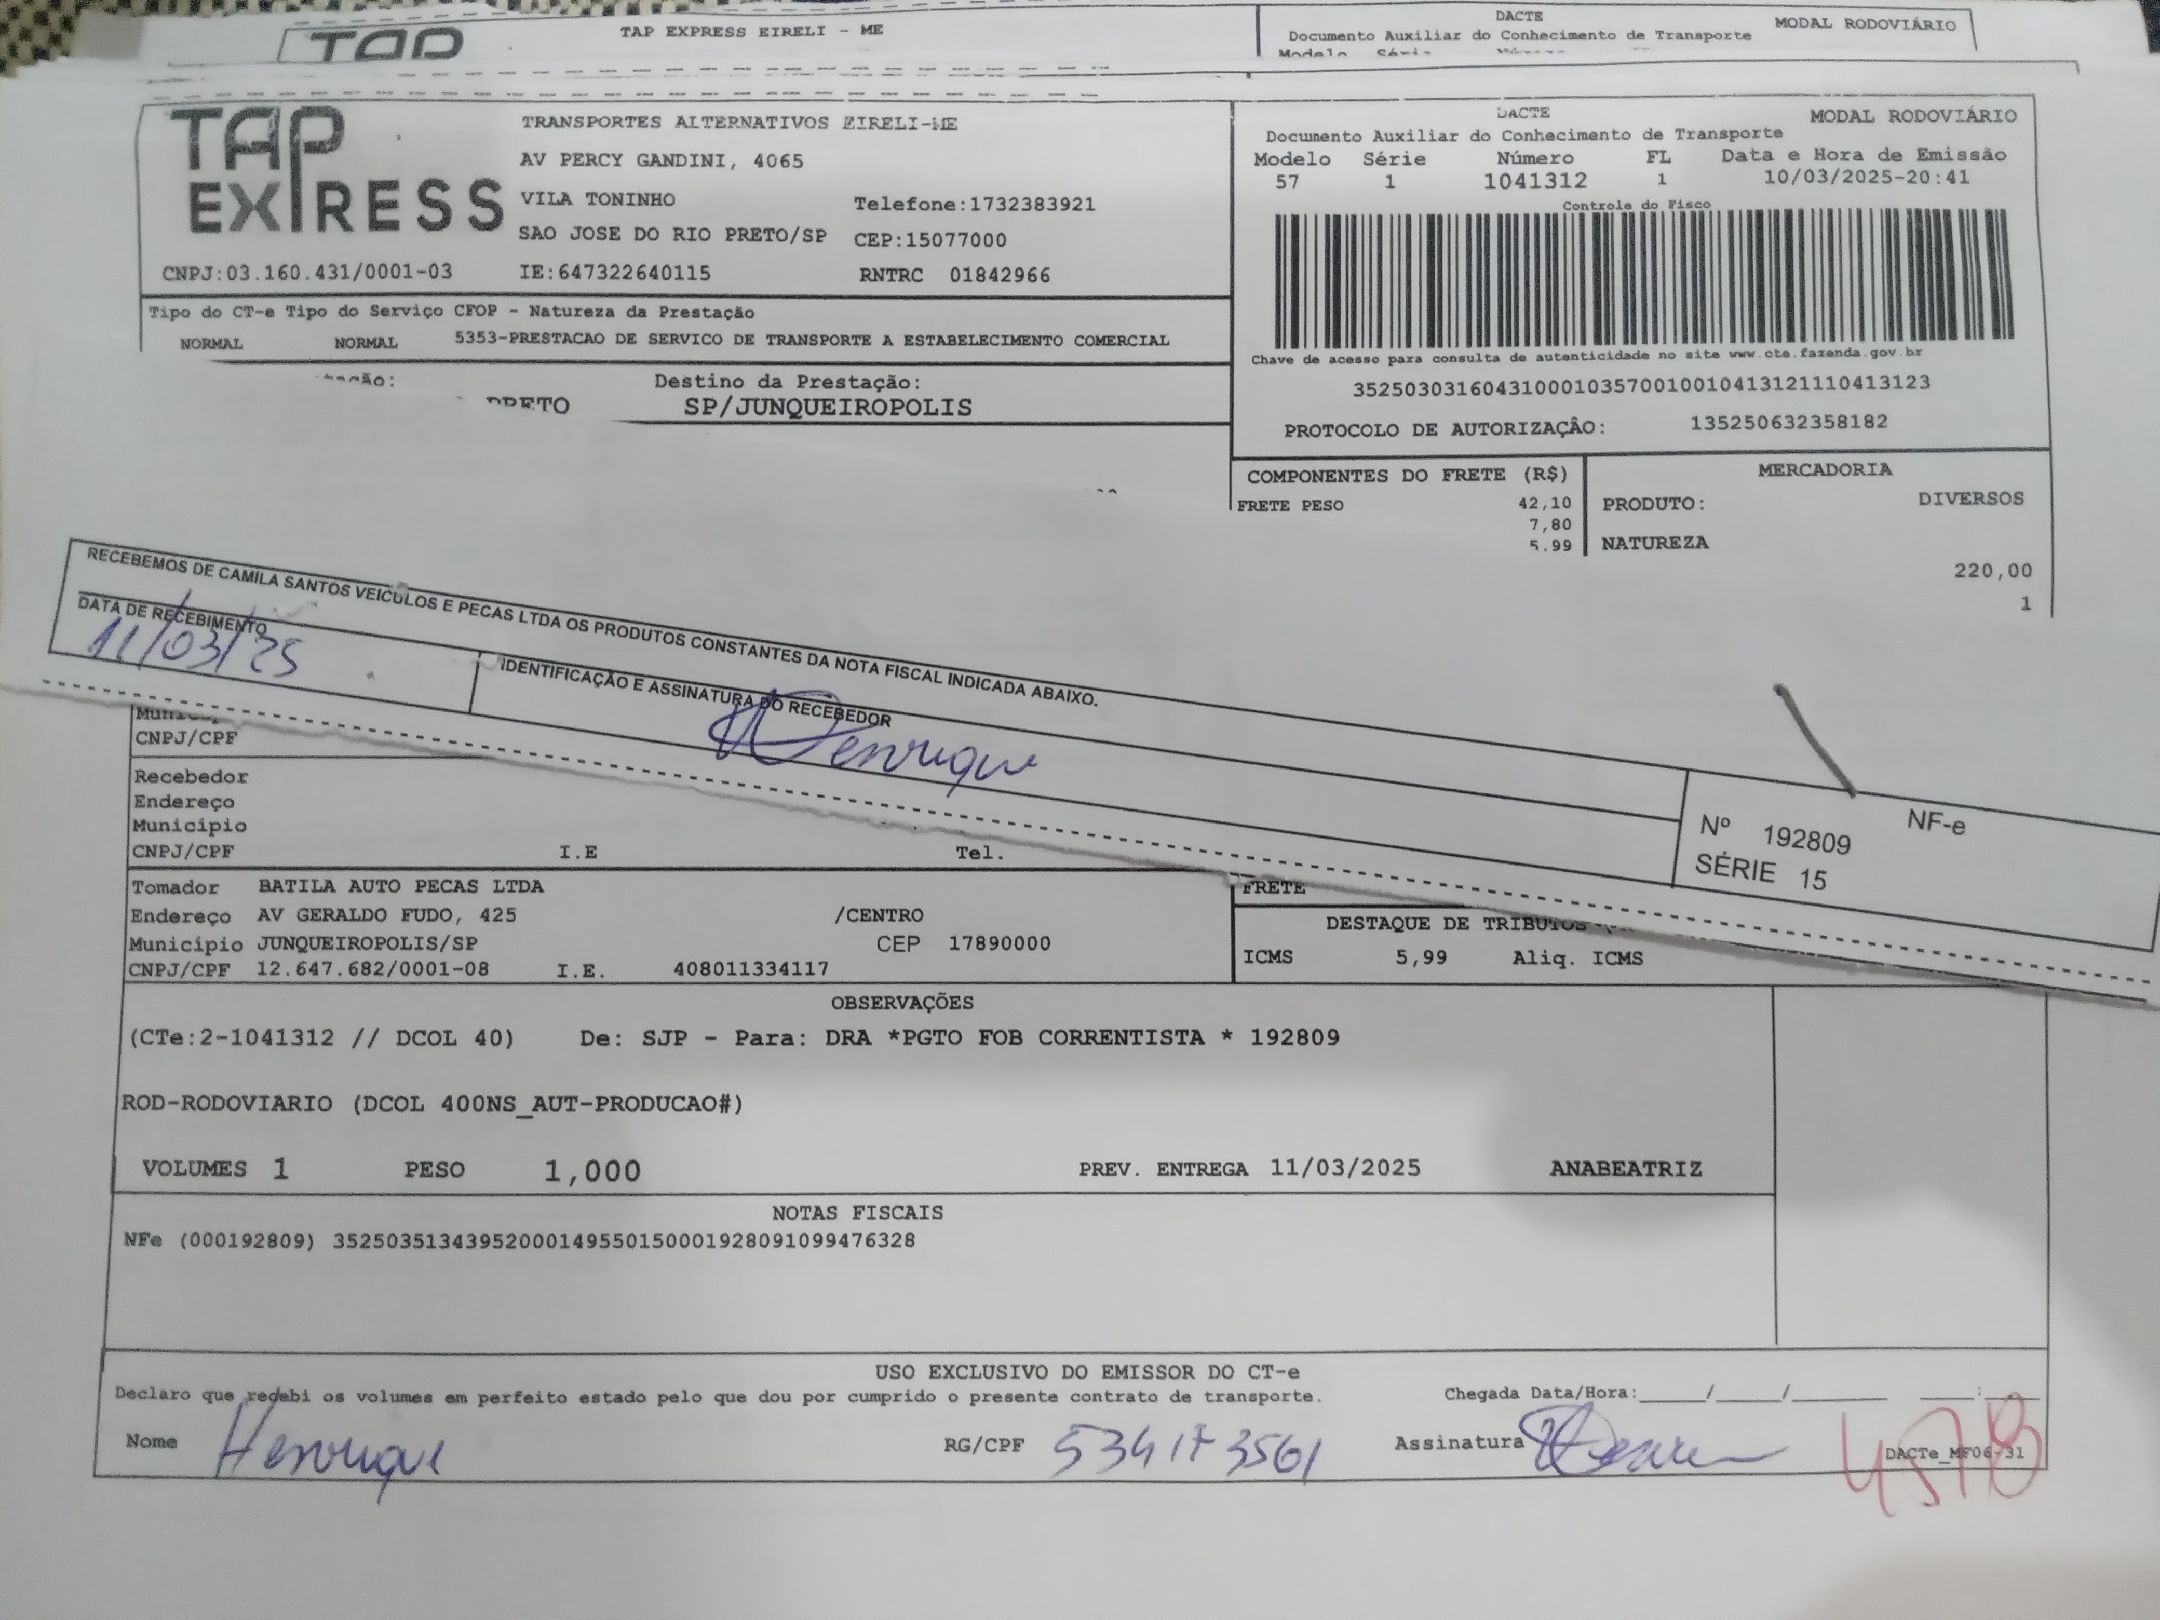 TAP
TAP EXPRESS EIRELI - ME
DACTE
MODAL RODOVIÁRIO
Documento Auxiliar do Conhecimento de Transporte
Modelo Série
TAP EXPRESS
TRANSPORTES ALTERNATIVOS EIRELI-ME
AV PERCY GANDINI, 4065
VILA TONINHO Telefone:1732383921
SAO JOSE DO RIO PRETO/SP CEP:15077000
CNPJ:03.160.431/0001-03 IE:647322640115 RNTRC 01842966
DACTE MODAL RODOVIÁRIO
Documento Auxiliar do Conhecimento de Transporte
Modelo Série Número FL Data e Hora de Emissão
57 1 1041312 1 10/03/2025-20:41
Controle do Fisco
Chave de acesso para consulta de autenticidade no site www.cte.fazenda.gov.br
35250303160431000103570010010413121110413123
PROTOCOLO DE AUTORIZAÇÂO: 135250632358182
Tipo do CT-e Tipo do Serviço CFOP - Natureza da Prestação
NORMAL NORMAL 5353-PRESTACAO DE SERVICO DE TRANSPORTE A ESTABELECIMENTO COMERCIAL
Destino da Prestação:
PRETO SP/JUNQUEIROPOLIS
COMPONENTES DO FRETE (R$)
FRETE PESO 42,10
7,80
5,99
MERCADORIA
PRODUTO: DIVERSOS
NATUREZA
220,00
1
RECEBEMOS DE CAMILA SANTOS VEICULOS E PECAS LTDA OS PRODUTOS CONSTANTES DA NOTA FISCAL INDICADA ABAIXO.
DATA DE RECEBIMENTO
11/03/25
IDENTIFICAÇÃO E ASSINATURA DO RECEBEDOR
Henrique
NF-e
Nº 192809
SÉRIE 15
CNPJ/CPF
Recebedor
Endereço
Município
CNPJ/CPF I.E Tel.
Tomador BATILA AUTO PECAS LTDA
Endereço AV GERALDO FUDO, 425 /CENTRO
Município JUNQUEIROPOLIS/SP CEP 17890000
CNPJ/CPF 12.647.682/0001-08 I.E. 408011334117
FRETE
DESTAQUE DE TRIBUTOS
ICMS 5,99 Aliq. ICMS
OBSERVAÇÕES
(CTe:2-1041312 // DCOL 40) De: SJP - Para: DRA *PGTO FOB CORRENTISTA * 192809
ROD-RODOVIARIO (DCOL 400NS_AUT-PRODUCAO#)
VOLUMES 1 PESO 1,000 PREV. ENTREGA 11/03/2025 ANABEATRIZ
NOTAS FISCAIS
NFe (000192809) 35250351343952000149550150001928091099476328
USO EXCLUSIVO DO EMISSOR DO CT-e
Declaro que recebi os volumes em perfeito estado pelo que dou por cumprido o presente contrato de transporte. Chegada Data/Hora:_____/_____/_______ ____:____
Nome Henrique RG/CPF 534173561 Assinatura
DACTe_MF06-31